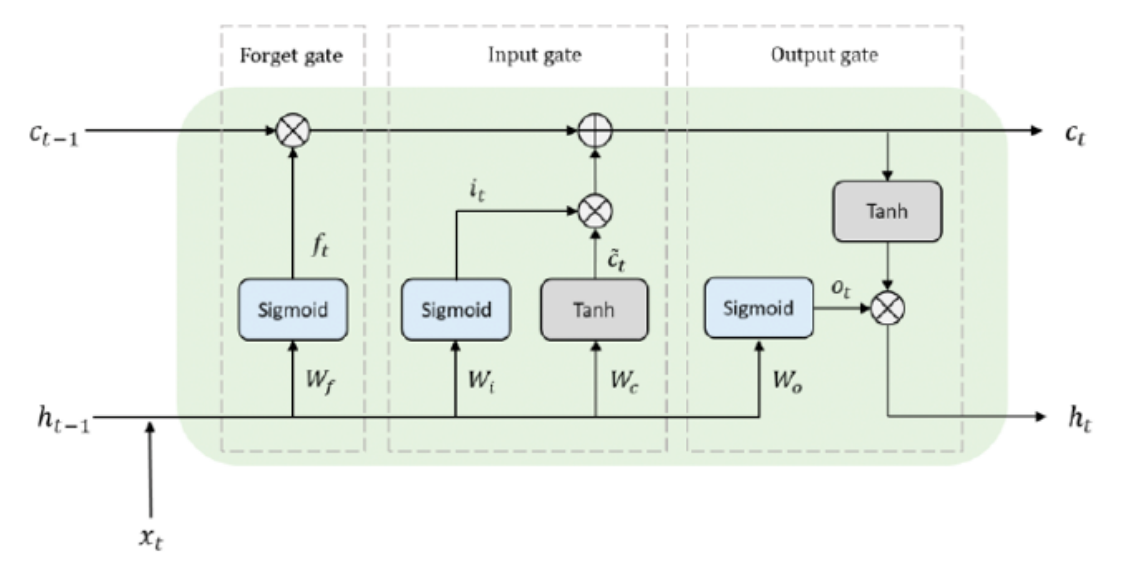 Forget gate
Input gate
Output gate
c_{t−1}
c_t
i_t
Tanh
f_t
c̃_t
Sigmoid
Sigmoid
Tanh
Sigmoid
o_t
W_f
W_i
W_c
W_o
h_{t−1}
h_t
x_t